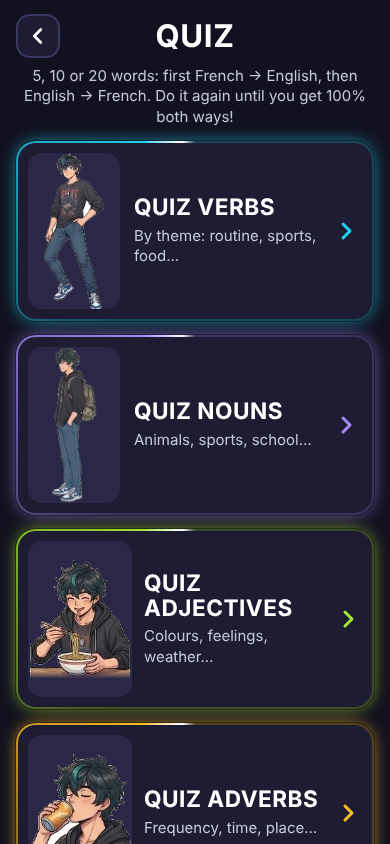 QUIZ
5, 10 or 20 words: first French → English, then
English → French. Do it again until you get 100%
both ways!
QUIZ VERBS
By theme: routine, sports,
food...
QUIZ NOUNS
Animals, sports, school...
QUIZ
ADJECTIVES
Colours, feelings,
weather...
QUIZ ADVERBS
Frequency, time, place...